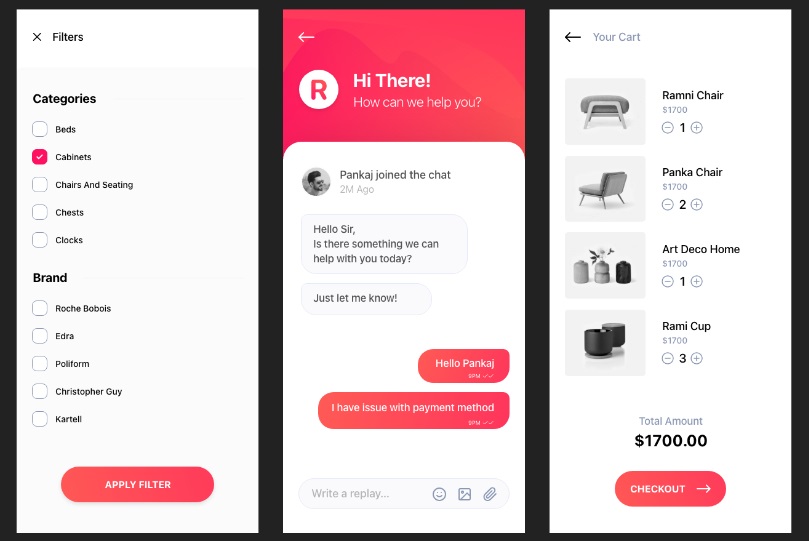 Filters
Categories
Beds
Cabinets
Chairs And Seating
Chests
Clocks
Brand
Roche Bobois
Edra
Poliform
Christopher Guy
Kartell
APPLY FILTER
R
Hi There!
How can we help you?
Pankaj joined the chat
2M Ago
Hello Sir,
Is there something we can
help with you today?
Just let me know!
Hello Pankaj
9PM
I have issue with payment method
9PM
Write a replay...
Your Cart
Ramni Chair
$1700
1
Panka Chair
$1700
2
Art Deco Home
$1700
1
Rami Cup
$1700
3
Total Amount
$1700.00
CHECKOUT